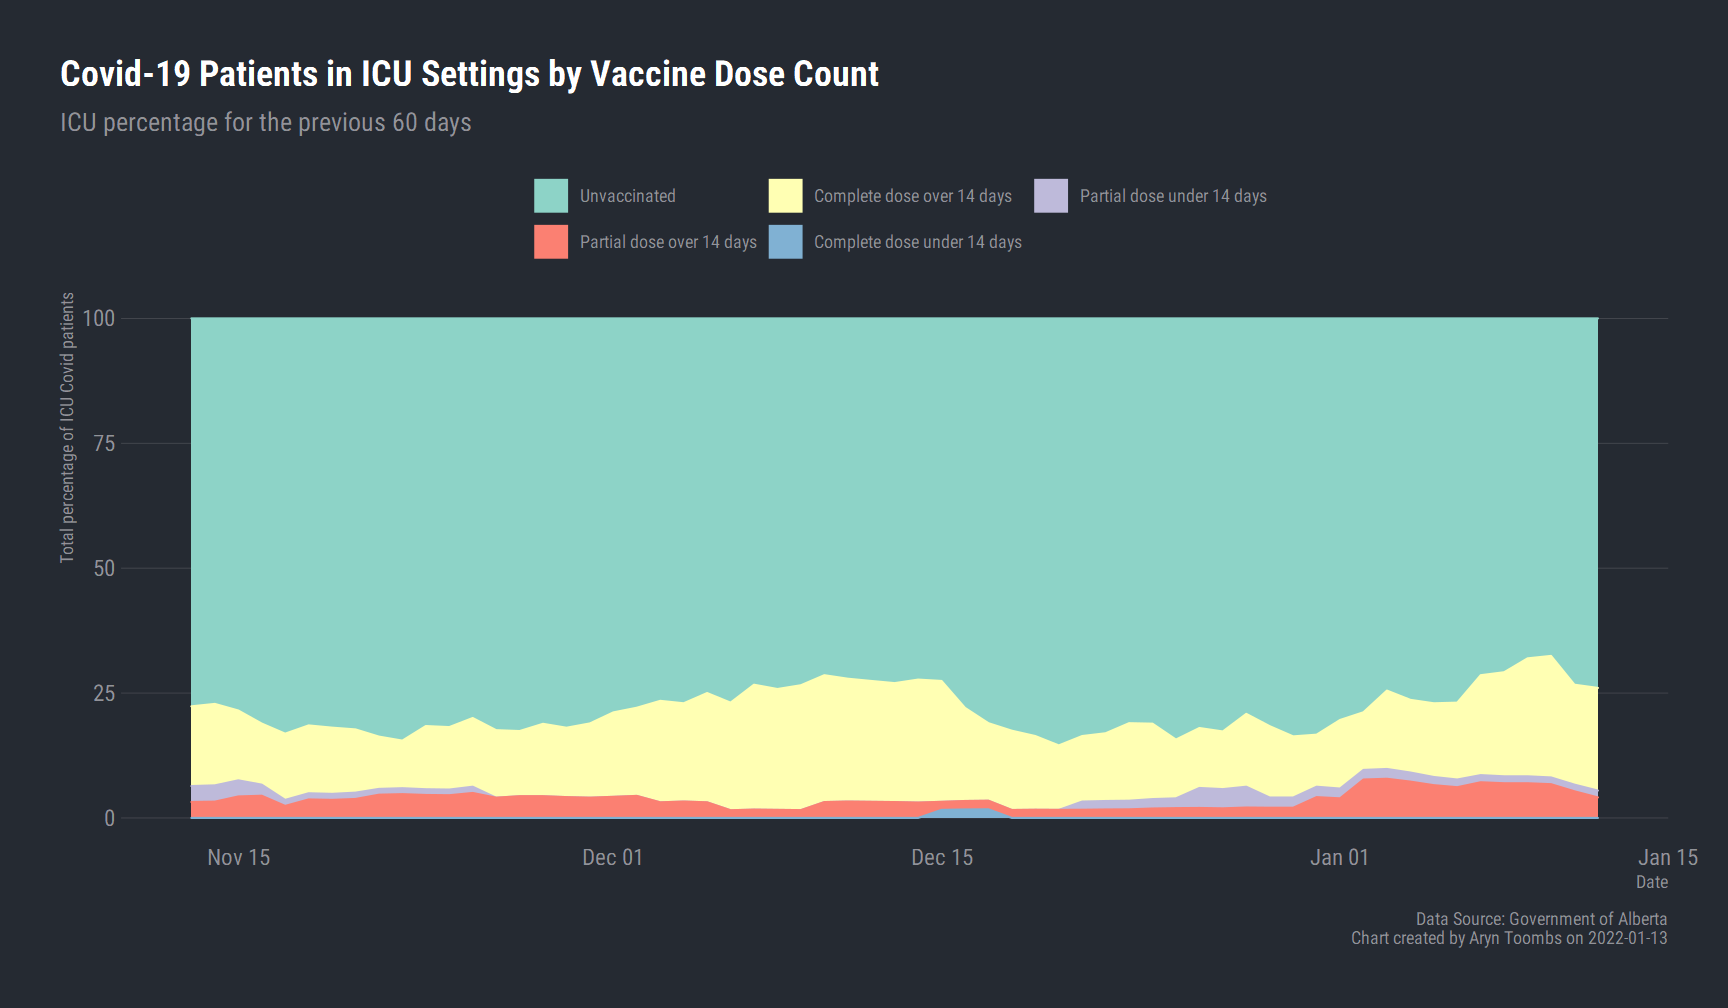 Covid-19 Patients in ICU Settings by Vaccine Dose Count
ICU percentage for the previous 60 days
Unvaccinated
Complete dose over 14 days
Partial dose under 14 days
Partial dose over 14 days
Complete dose under 14 days
Total percentage of ICU Covid patients
100
75
50
25
0
Nov 15
Dec 01
Dec 15
Jan 01
Jan 15
Date
Data Source: Government of Alberta
Chart created by Aryn Toombs on 2022-01-13